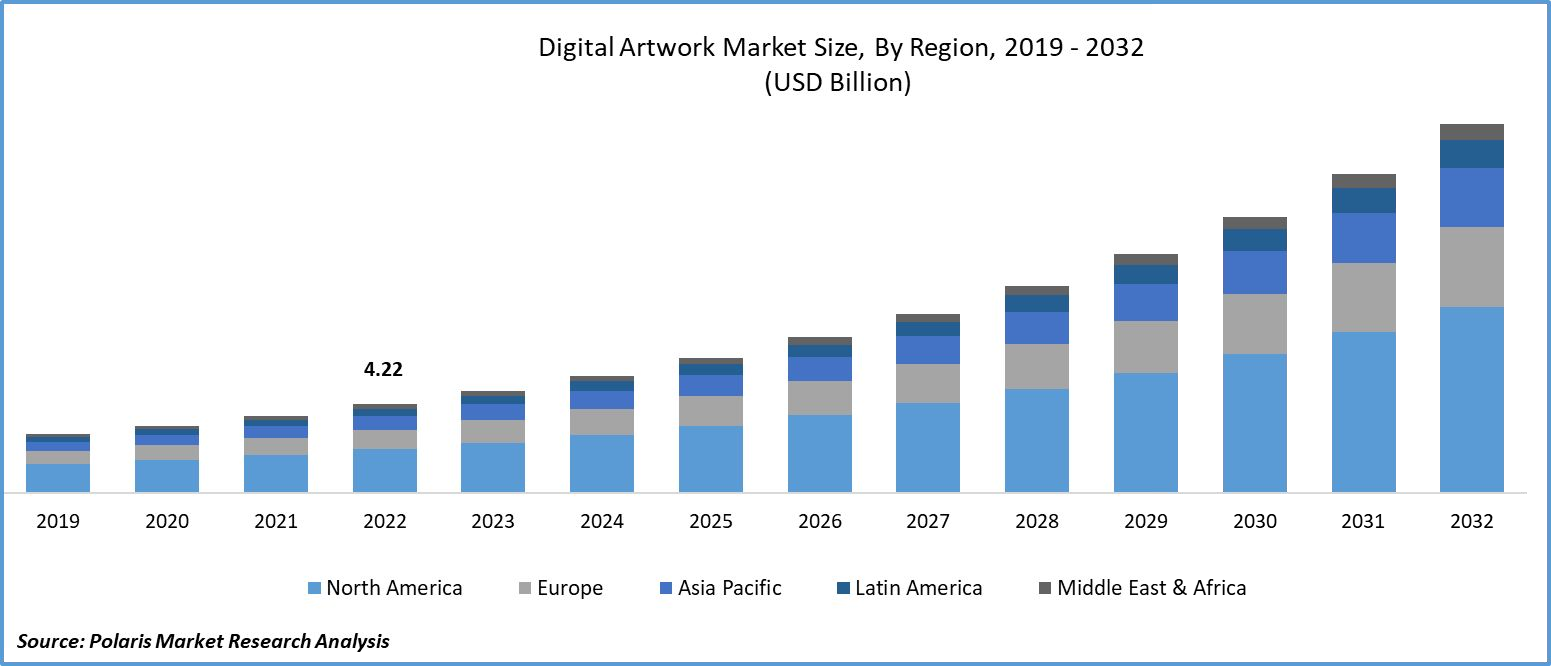 Digital Artwork Market Size, By Region, 2019 - 2032
(USD Billion)
4.22
2019 2020 2021 2022 2023 2024 2025 2026 2027 2028 2029 2030 2031 2032
North America Europe Asia Pacific Latin America Middle East & Africa
Source: Polaris Market Research Analysis